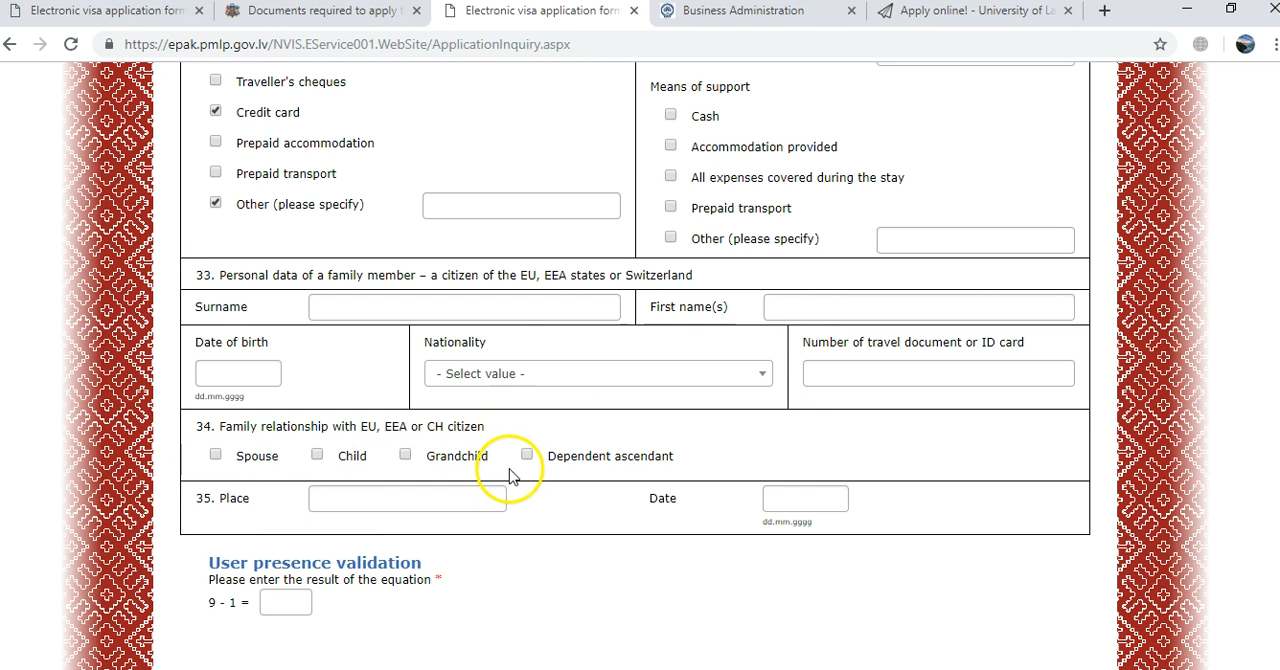 Electronic visa application form
Documents required to apply f
Electronic visa application form
Business Administration
Apply online! - University of La
https://epak.pmlp.gov.lv/NVIS.EService001.WebSite/ApplicationInquiry.aspx
Traveller's cheques
Credit card
Prepaid accommodation
Prepaid transport
Other (please specify)
Means of support
Cash
Accommodation provided
All expenses covered during the stay
Prepaid transport
Other (please specify)
33. Personal data of a family member – a citizen of the EU, EEA states or Switzerland
Surname
First name(s)
Date of birth
dd.mm.gggg
Nationality
- Select value -
Number of travel document or ID card
34. Family relationship with EU, EEA or CH citizen
Spouse Child Grandchild Dependent ascendant
35. Place
Date
dd.mm.gggg
User presence validation
Please enter the result of the equation *
9 - 1 =